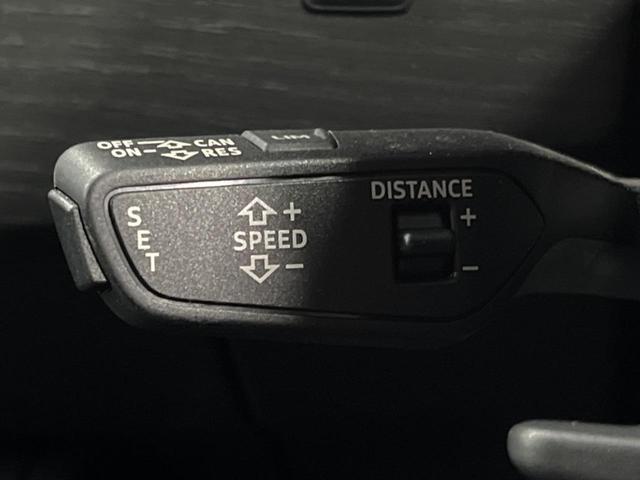 OFF CAN
ON RES
LIM
SET
SPEED
+
-
DISTANCE
+
-